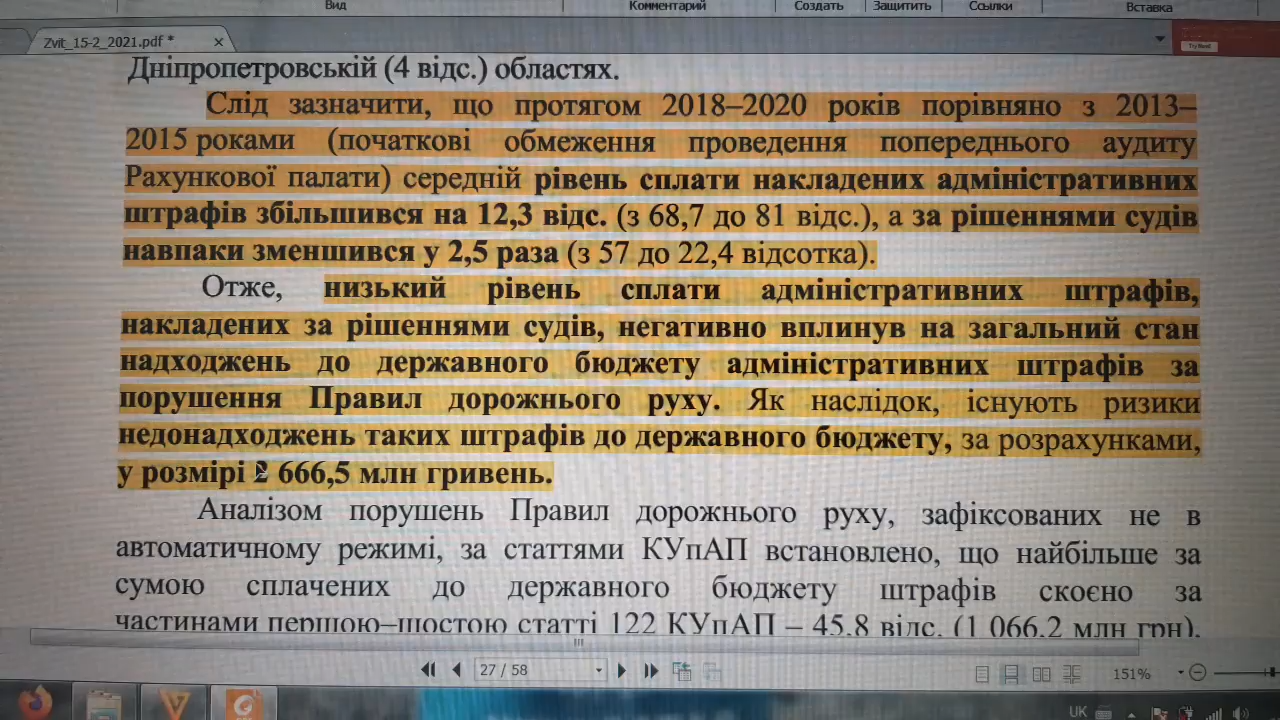 Вид Комментарий Создать Защитить Ссылки Вставка
Zvit_15-2_2021.pdf *
Дніпропетровській (4 відс.) областях.
Слід зазначити, що протягом 2018–2020 років порівняно з 2013–
2015 роками (початкові обмеження проведення попереднього аудиту
Рахункової палати) середній рівень сплати накладених адміністративних
штрафів збільшився на 12,3 відс. (з 68,7 до 81 відс.), а за рішеннями судів
навпаки зменшився у 2,5 раза (з 57 до 22,4 відсотка).
Отже, низький рівень сплати адміністративних штрафів,
накладених за рішеннями судів, негативно вплинув на загальний стан
надходжень до державного бюджету адміністративних штрафів за
порушення Правил дорожнього руху. Як наслідок, існують ризики
недонадходжень таких штрафів до державного бюджету, за розрахунками,
у розмірі 2 666,5 млн гривень.
Аналізом порушень Правил дорожнього руху, зафіксованих не в
автоматичному режимі, за статтями КУпАП встановлено, що найбільше за
сумою сплачених до державного бюджету штрафів скоєно за
частинами першою–шостою статті 122 КУпАП – 45,8 відс. (1 066,2 млн грн),
27 / 58
151%
UK